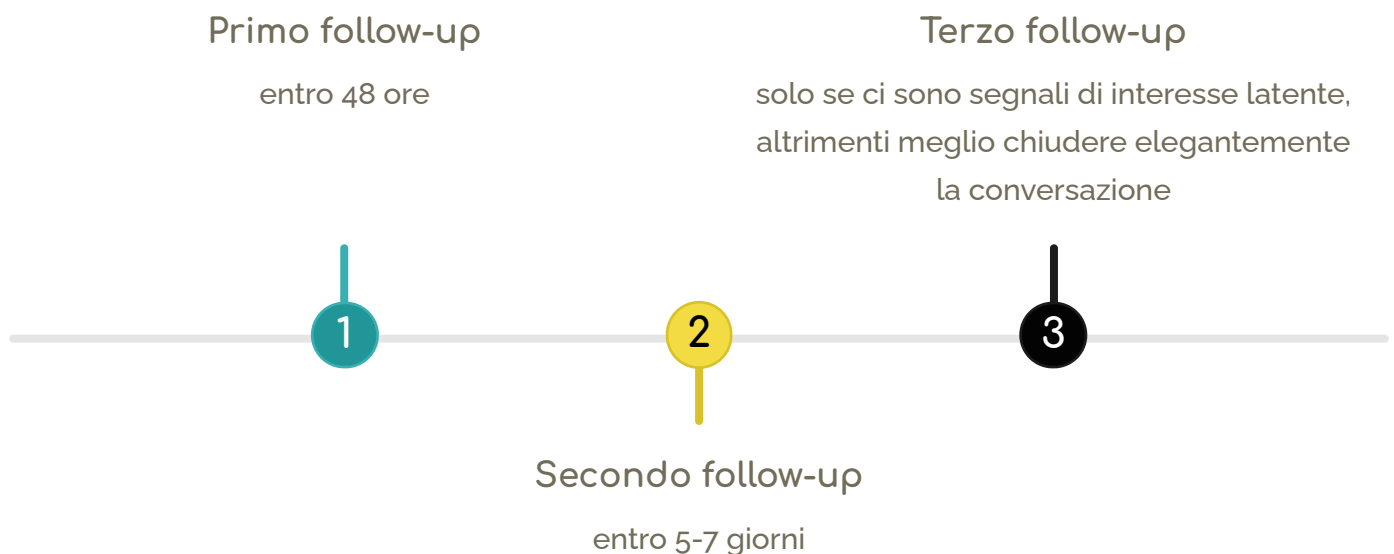 Primo follow-up
entro 48 ore
Terzo follow-up
solo se ci sono segnali di interesse latente,
altrimenti meglio chiudere elegantemente
la conversazione
1
2
3
Secondo follow-up
entro 5-7 giorni